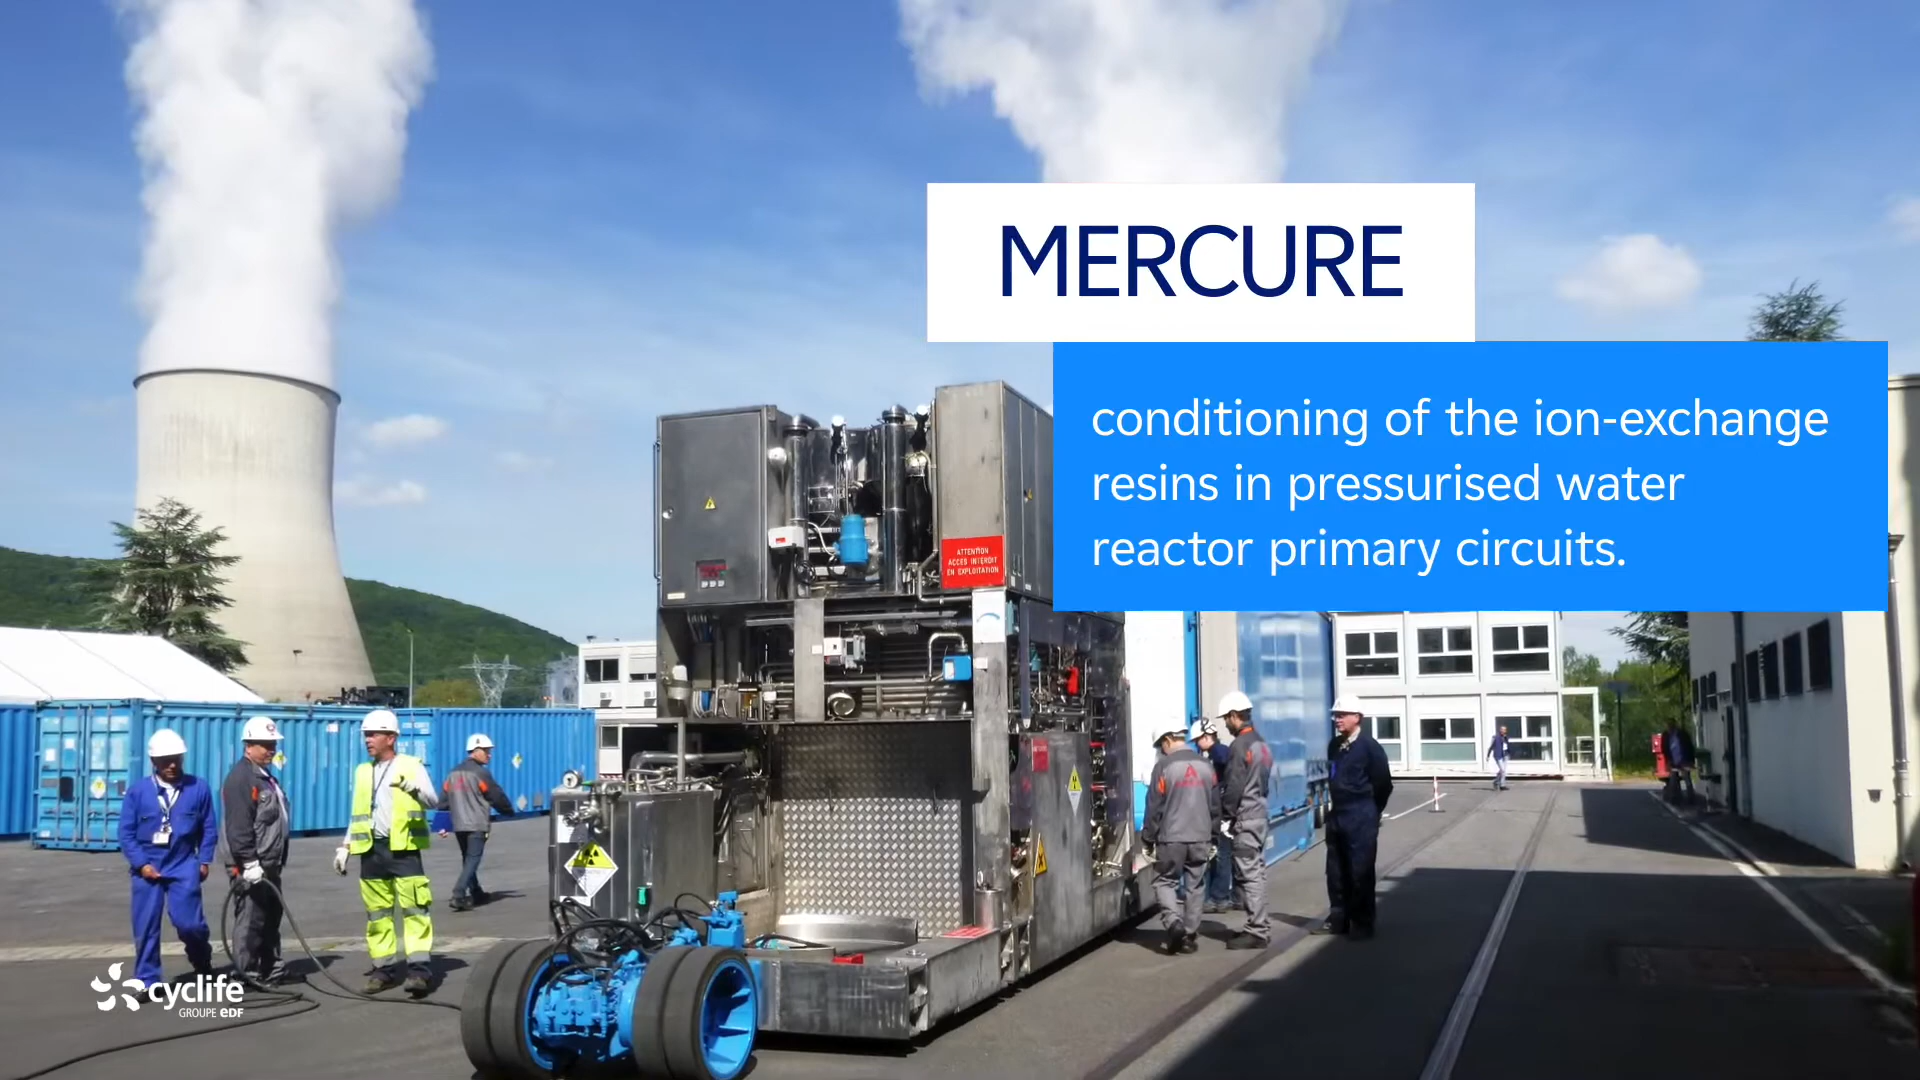 MERCURE
conditioning of the ion-exchange
resins in pressurised water
reactor primary circuits.
ATTENTION
ACCES INTERDIT
EN EXPLOITATION
cyclife
GROUPE eDF